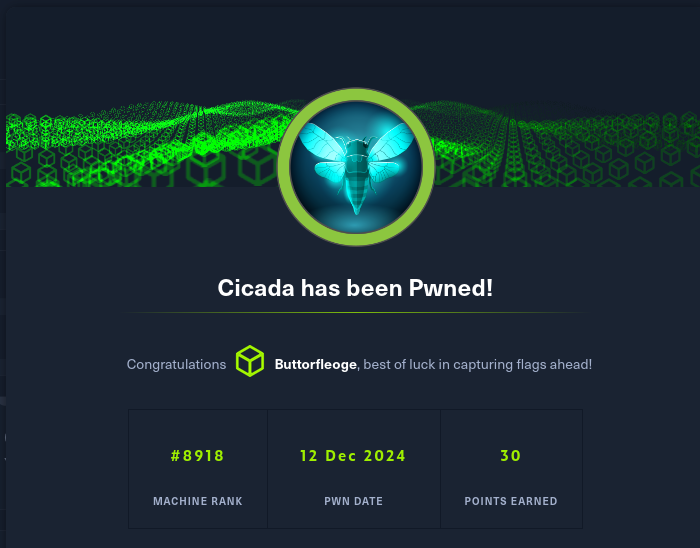 Cicada has been Pwned!
Congratulations Buttorfleoge, best of luck in capturing flags ahead!
#8918 12 Dec 2024 30
MACHINE RANK PWN DATE POINTS EARNED